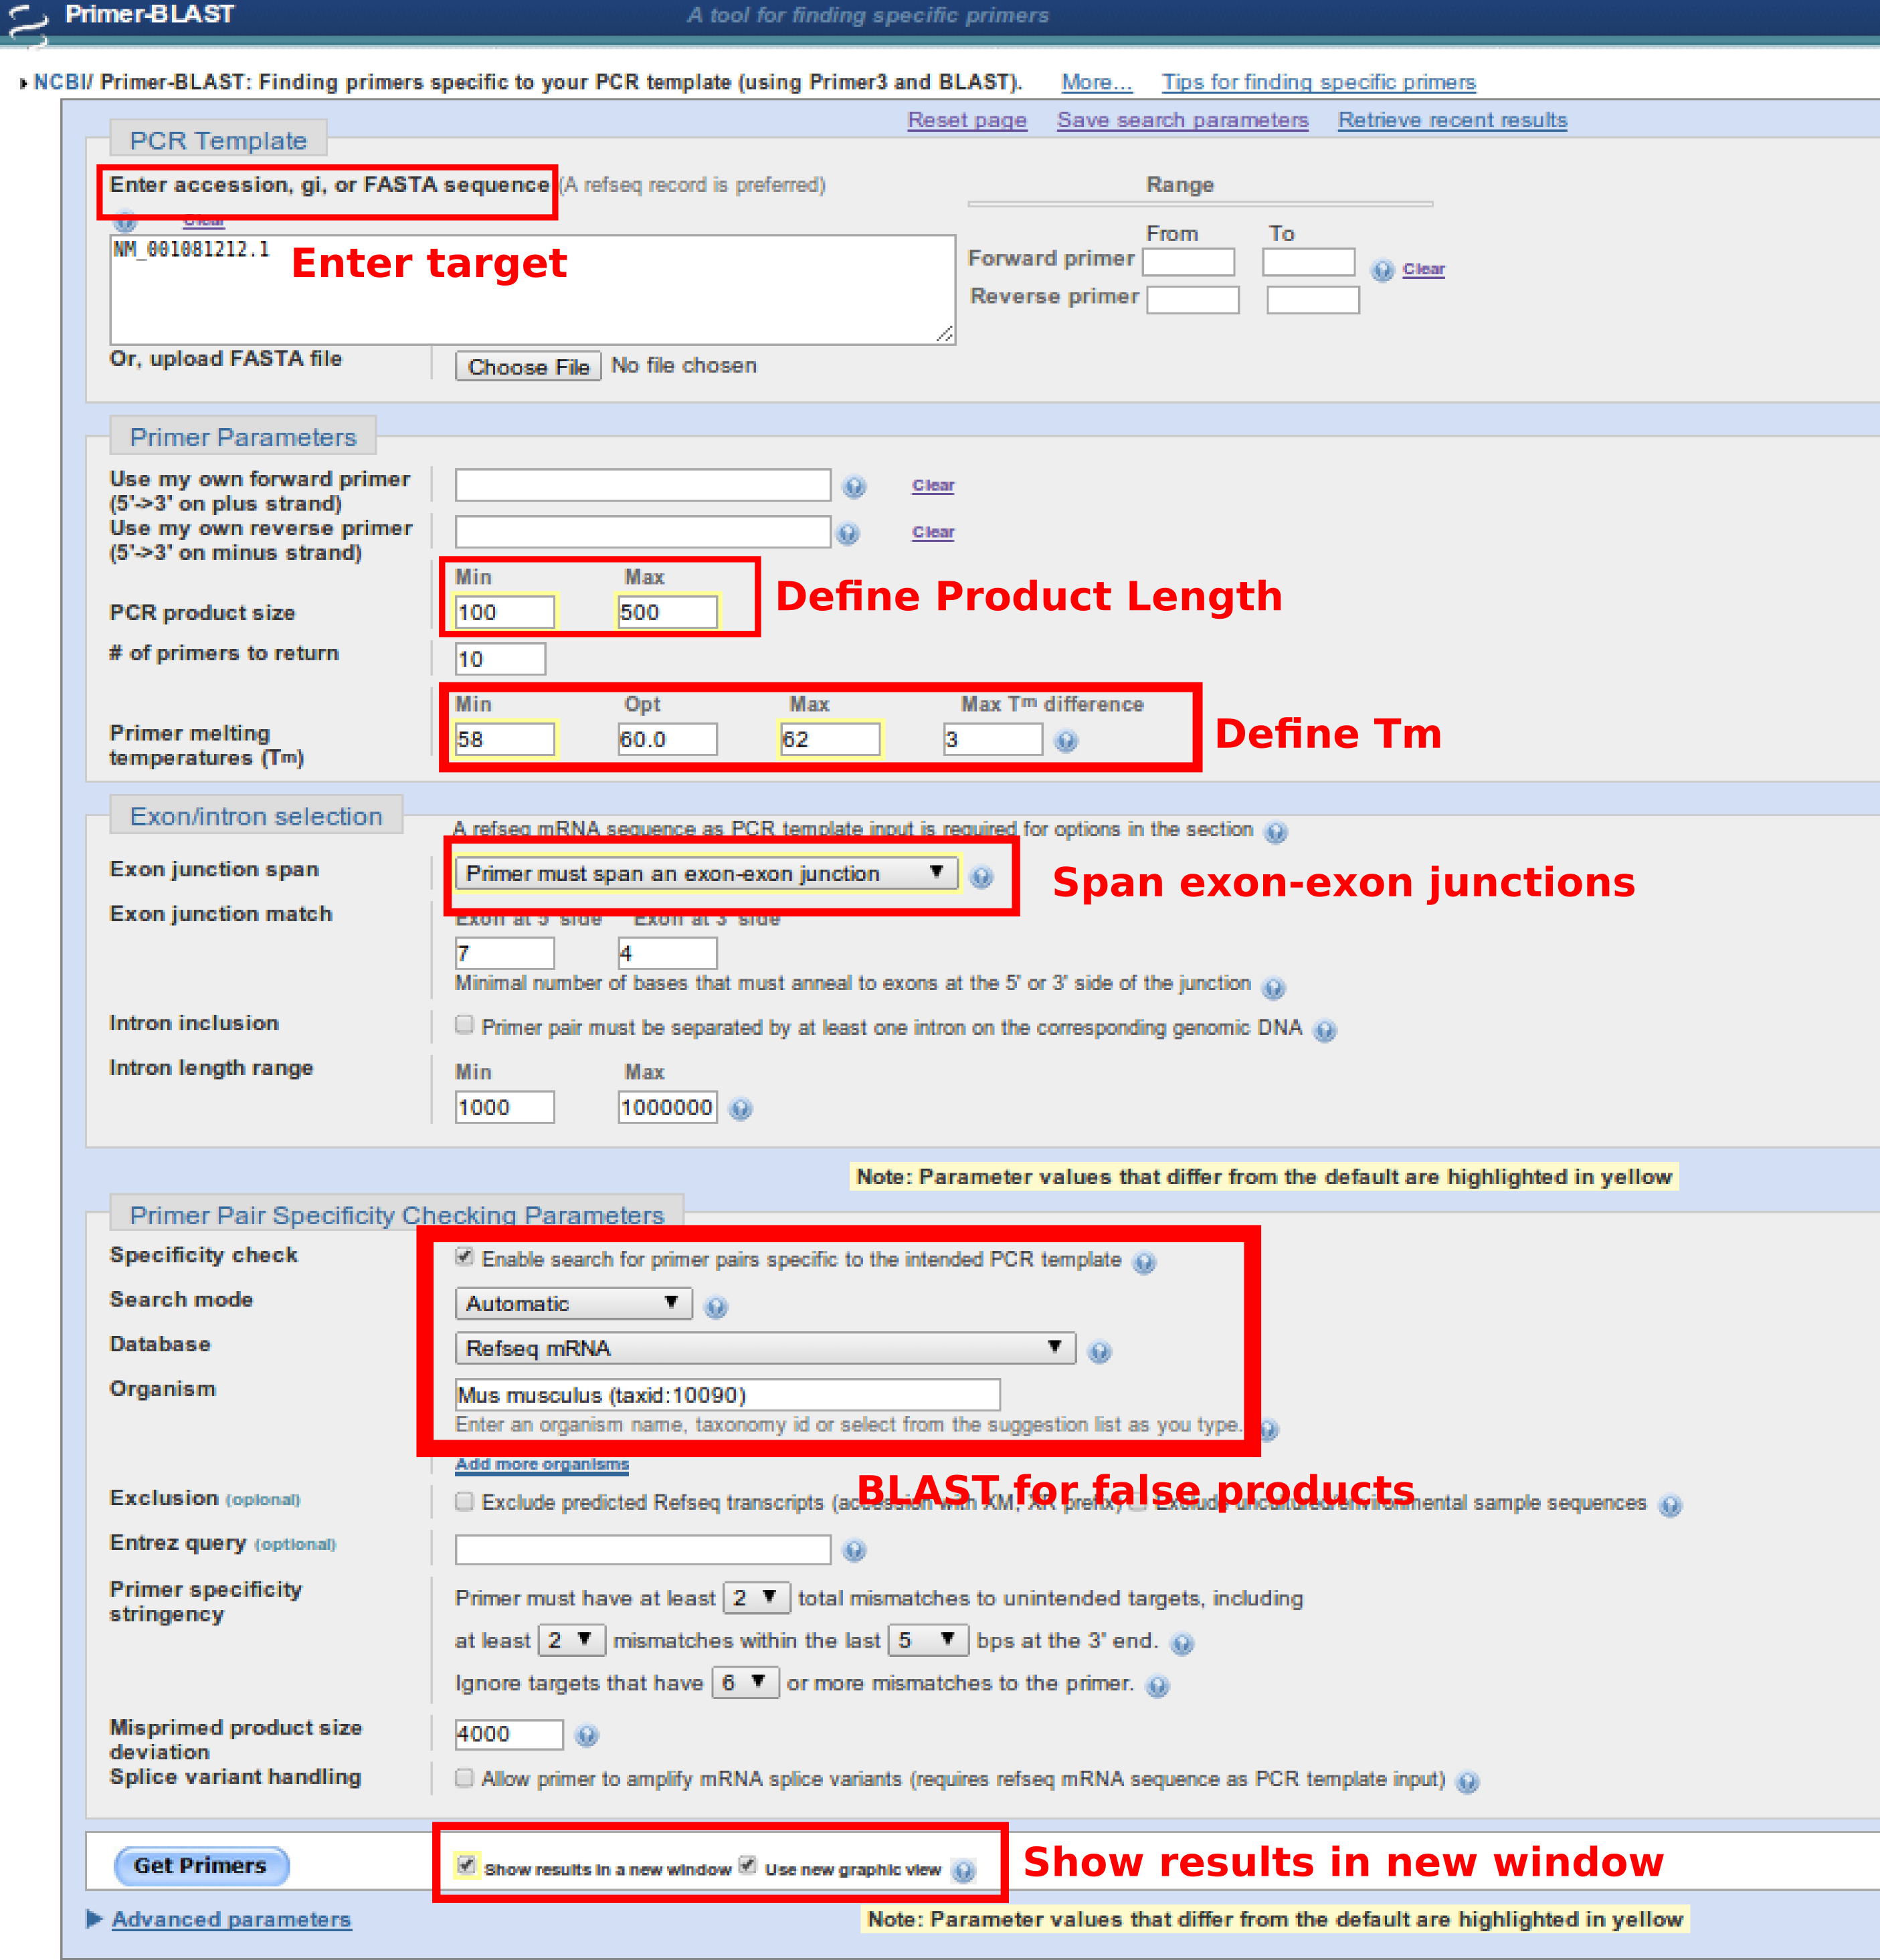 Primer-BLAST
A tool for finding specific primers
NCBI/ Primer-BLAST: Finding primers specific to your PCR template (using Primer3 and BLAST). More... Tips for finding specific primers
Reset page Save search parameters Retrieve recent results
PCR Template
Enter accession, gi, or FASTA sequence (A refseq record is preferred)
Range
Clear
From To
NM_001081212.1
Enter target
Forward primer
Clear
Reverse primer
Or, upload FASTA file
Choose File No file chosen
Primer Parameters
Use my own forward primer
(5'->3' on plus strand)
Clear
Use my own reverse primer
(5'->3' on minus strand)
Clear
Min Max
PCR product size
100 500
Define Product Length
# of primers to return
10
Min Opt Max Max Tm difference
Primer melting
temperatures (Tm)
58 60.0 62 3
Define Tm
Exon/intron selection
A refseq mRNA sequence as PCR template input is required for options in the section
Exon junction span
Primer must span an exon-exon junction
Span exon-exon junctions
Exon junction match
Exon at 5' side Exon at 3' side
7 4
Minimal number of bases that must anneal to exons at the 5' or 3' side of the junction
Intron inclusion
Primer pair must be separated by at least one intron on the corresponding genomic DNA
Intron length range
Min Max
1000 1000000
Note: Parameter values that differ from the default are highlighted in yellow
Primer Pair Specificity Checking Parameters
Specificity check
Enable search for primer pairs specific to the intended PCR template
Search mode
Automatic
Database
Refseq mRNA
Organism
Mus musculus (taxid:10090)
Enter an organism name, taxonomy id or select from the suggestion list as you type.
Add more organisms
BLAST for false products
Exclusion (opional)
Exclude predicted Refseq transcripts (accession with XM, XR prefix) Exclude uncultured/environmental sample sequences
Entrez query (optional)
Primer specificity
stringency
Primer must have at least 2 total mismatches to unintended targets, including
at least 2 mismatches within the last 5 bps at the 3' end.
Ignore targets that have 6 or more mismatches to the primer.
Misprimed product size
deviation
4000
Splice variant handling
Allow primer to amplify mRNA splice variants (requires refseq mRNA sequence as PCR template input)
Get Primers
Show results in a new window Use new graphic view
Show results in new window
Advanced parameters
Note: Parameter values that differ from the default are highlighted in yellow